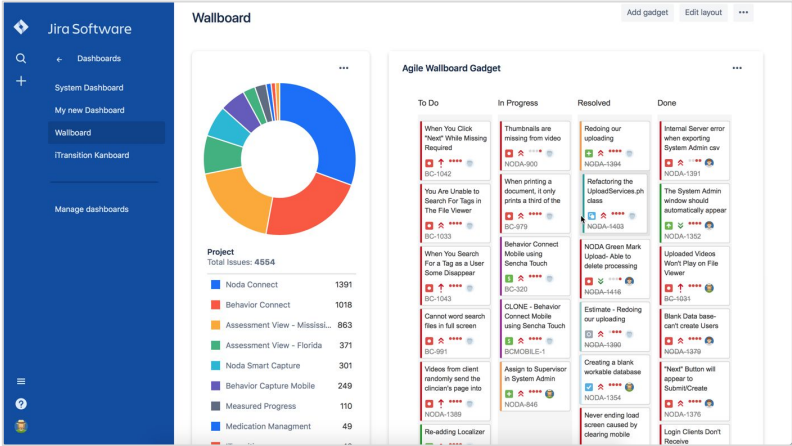 Jira Software
Dashboards
System Dashboard
My new Dashboard
Wallboard
iTransition Kanboard
Manage dashboards
Wallboard
Add gadget
Edit layout
Project
Total Issues: 4554
Noda Connect 1391
Behavior Connect 1018
Assessment View - Mississi... 863
Assessment View - Florida 371
Noda Smart Capture 301
Behavior Capture Mobile 249
Measured Progress 110
Medication Managment 49
Agile Wallboard Gadget
To Do
When You Click
"Next" While Missing
Required
BC-1042
You Are Unable to
Search For Tags in
The File Viewer
BC-1033
When You Search
For a Tag as a User
Some Disappear
BC-1043
Cannot word search
files in full screen
BC-991
Videos from client
randomly send the
clincian's page into
NODA-1389
Re-adding Localizer
In Progress
Thumbnails are
missing from video
NODA-900
When printing a
document, it only
prints a third of the
BC-979
Behavior Connect
Mobile using
Sencha Touch
BC-320
CLONE - Behavior
Connect Mobile
using Sencha Touch
BCMOBILE-1
Assign to Supervisor
in System Admin
NODA-846
Resolved
Redoing our
uploading
NODA-1394
Refactoring the
UploadServices.ph
class
NODA-1403
NODA Green Mark
Upload- Able to
delete processing
NODA-1416
Estimate - Redoing
our uploading
NODA-1390
Creating a blank
workable database
NODA-1354
Never ending load
screen caused by
clearing mobile
Done
Internal Server error
when exporting
System Admin csv
NODA-1391
The System Admin
window should
automatically appear
NODA-1352
Uploaded Videos
Won't Play on File
Viewer
BC-1031
Blank Data base-
can't create Users
NODA-1379
"Next" Button will
appear to
Submit/Create
NODA-1376
Login Clients Don't
Receive